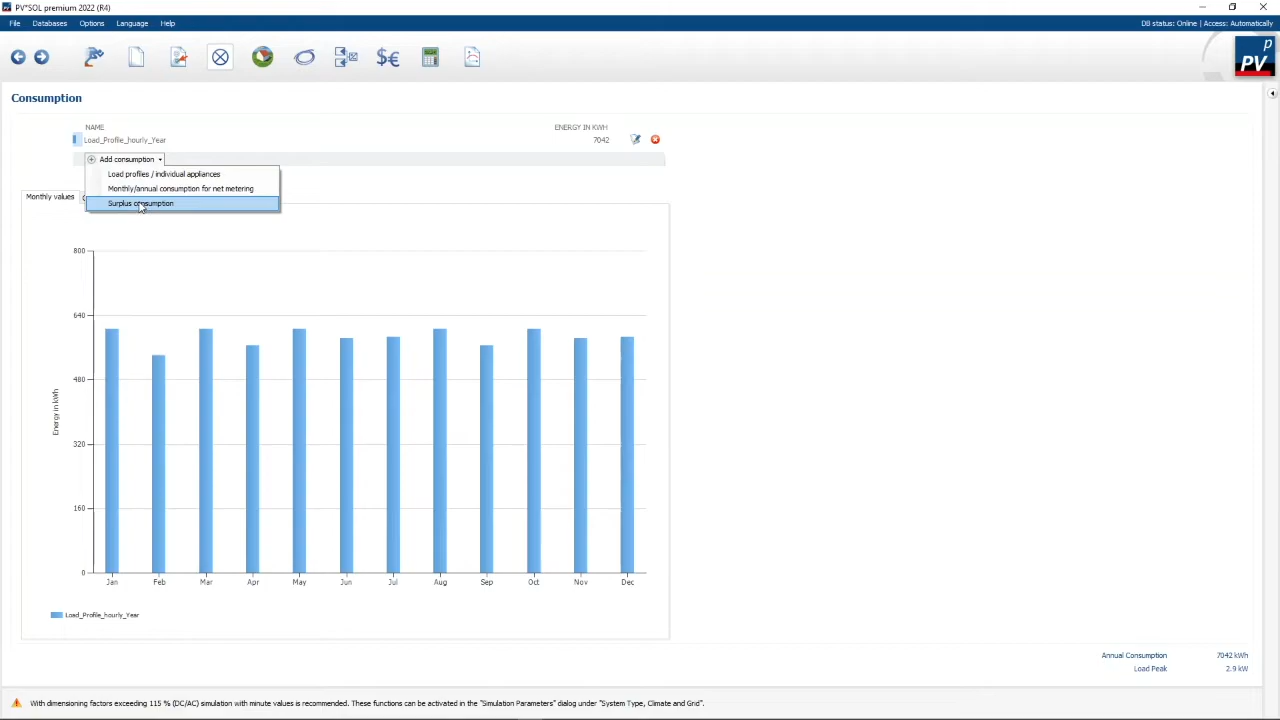 PV*SOL premium 2022 (R4)
File Databases Options Language Help
DB status: Online | Access: Automatically
p
PV
Consumption
NAME ENERGY IN KWH
Load_Profile_hourly_Year 7042
Add consumption
Load profiles / individual appliances
Monthly/annual consumption for net metering
Surplus consumption
Monthly values
800
640
480
320
160
0
Energy in kWh
Jan Feb Mar Apr May Jun Jul Aug Sep Oct Nov Dec
Load_Profile_hourly_Year
Annual Consumption 7042 kWh
Load Peak 2.9 kW
With dimensioning factors exceeding 115 % (DC/AC) simulation with minute values is recommended. These functions can be activated in the "Simulation Parameters" dialog under "System Type, Climate and Grid".